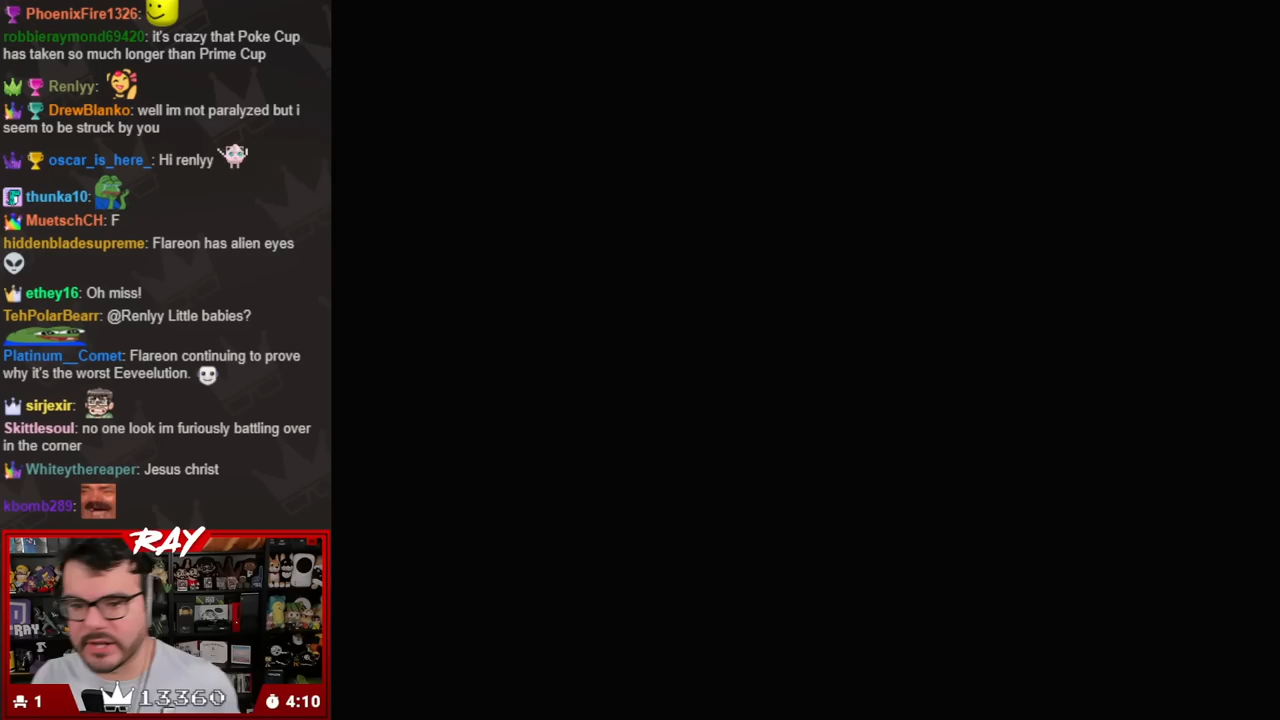 PhoenixFire1326:
robbieraymond69420: it's crazy that Poke Cup
has taken so much longer than Prime Cup
Renlyy:
DrewBlanko: well im not paralyzed but i
seem to be struck by you
oscar_is_here_: Hi renlyy
thunka10:
MuetschCH: F
hiddenbladesupreme: Flareon has alien eyes
ethey16: Oh miss!
TehPolarBearr: @Renlyy Little babies?
Platinum__Comet: Flareon continuing to prove
why it's the worst Eeveelution.
sirjexir:
Skittlesoul: no one look im furiously battling over
in the corner
Whiteythereaper: Jesus christ
kbomb289:
RAY
1
13360
4:10